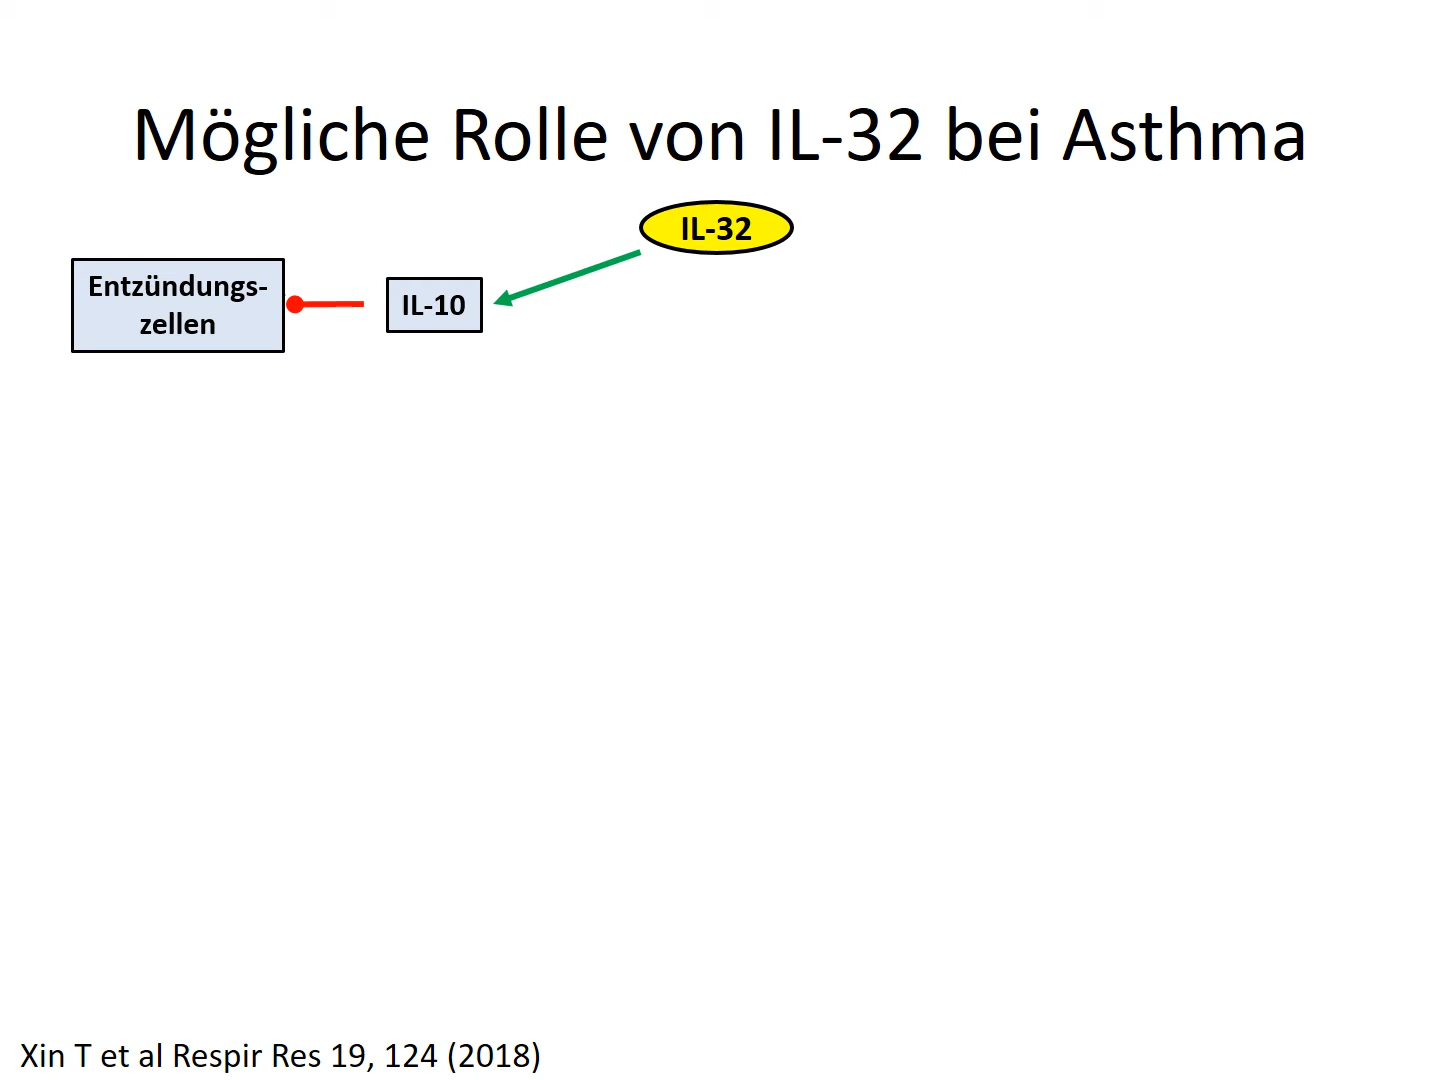 Mögliche Rolle von IL-32 bei Asthma
IL-32
Entzündungs-
zellen
IL-10
Xin T et al Respir Res 19, 124 (2018)